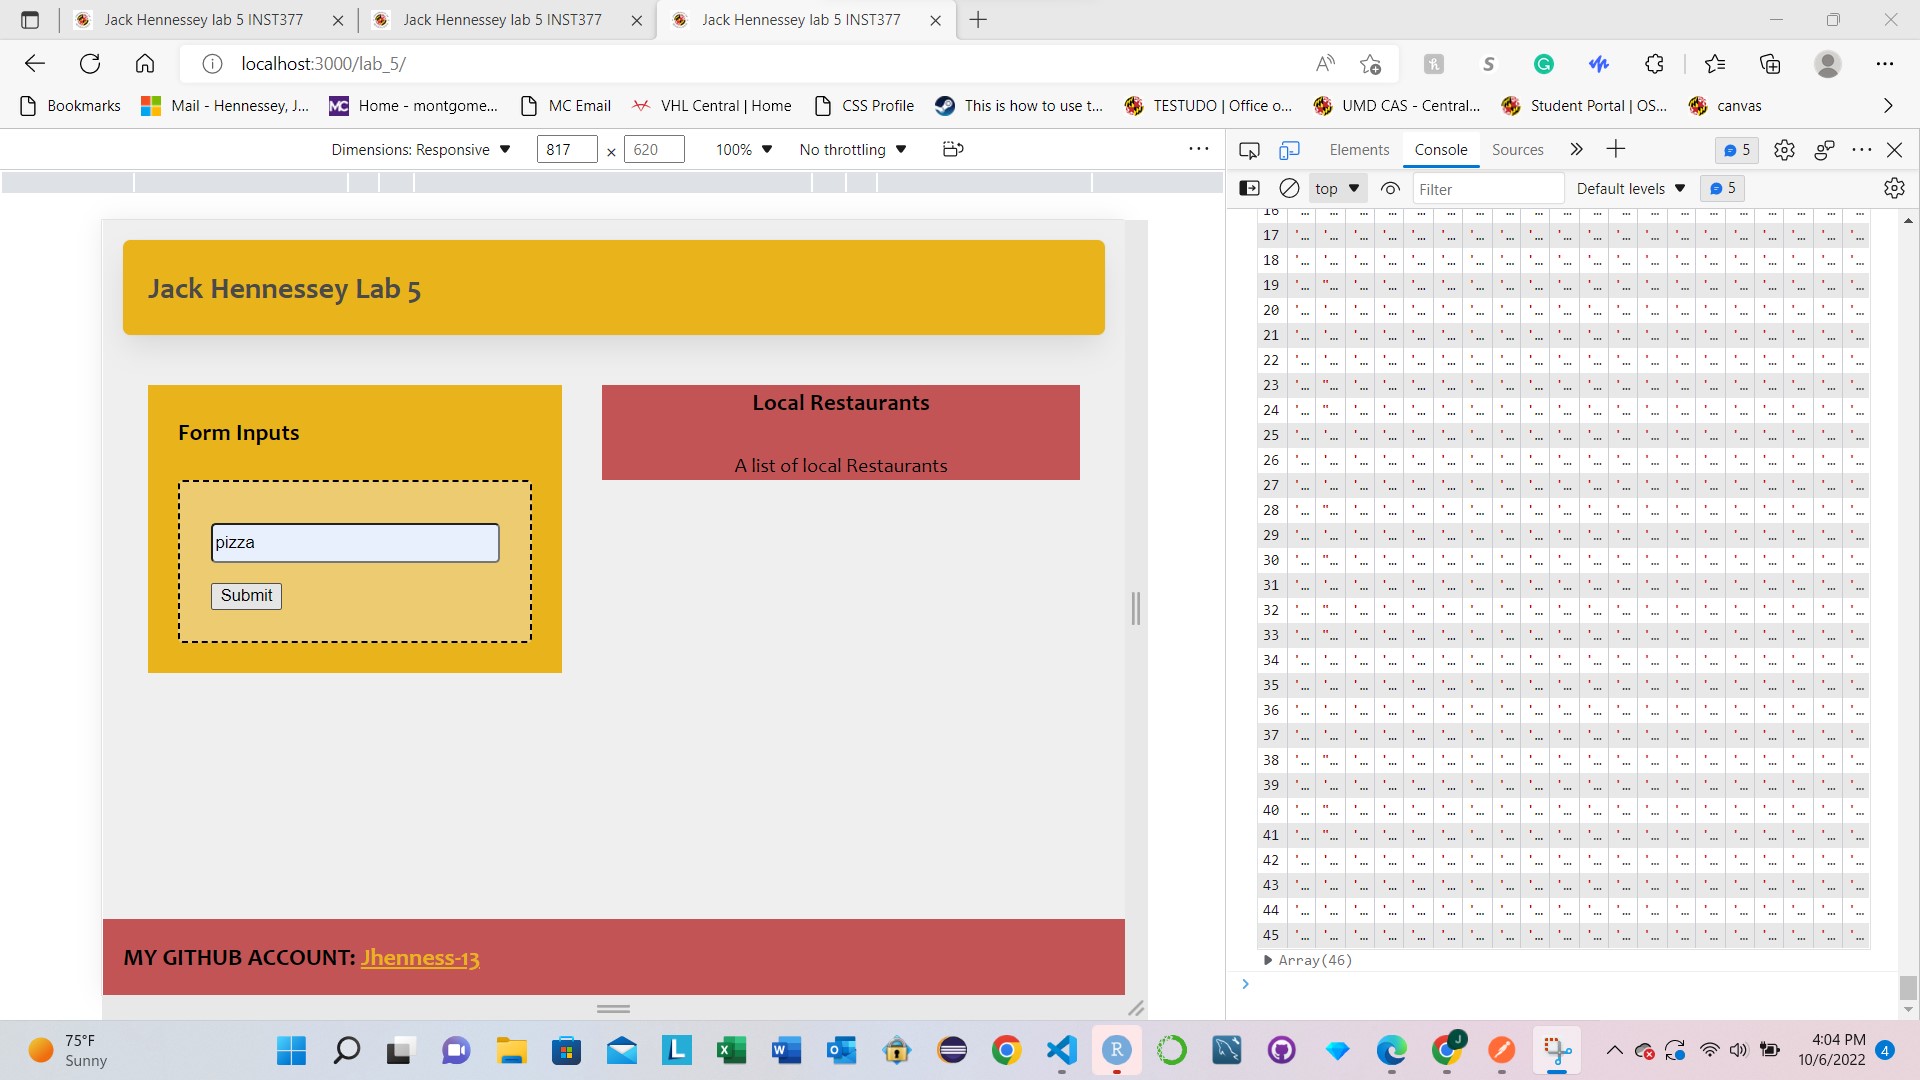 Jack Hennessey lab 5 INST377
Jack Hennessey lab 5 INST377
Jack Hennessey lab 5 INST377
localhost:3000/lab_5/
Bookmarks
Mail - Hennessey, J...
MC
Home - montgome...
MC Email
VHL Central | Home
CSS Profile
This is how to use t...
TESTUDO | Office o...
UMD CAS - Central...
Student Portal | OS...
canvas
Dimensions: Responsive
817
×
620
100%
No throttling
Elements
Console
Sources
5
top
Filter
Default levels
5
Jack Hennessey Lab 5
Form Inputs
pizza
Submit
Local Restaurants
A list of local Restaurants
MY GITHUB ACCOUNT: Jhenness-13
16
17
18
19
20
21
22
23
24
25
26
27
28
29
30
31
32
33
34
35
36
37
38
39
40
41
42
43
44
45
Array(46)
75°F
Sunny
4:04 PM
10/6/2022
4